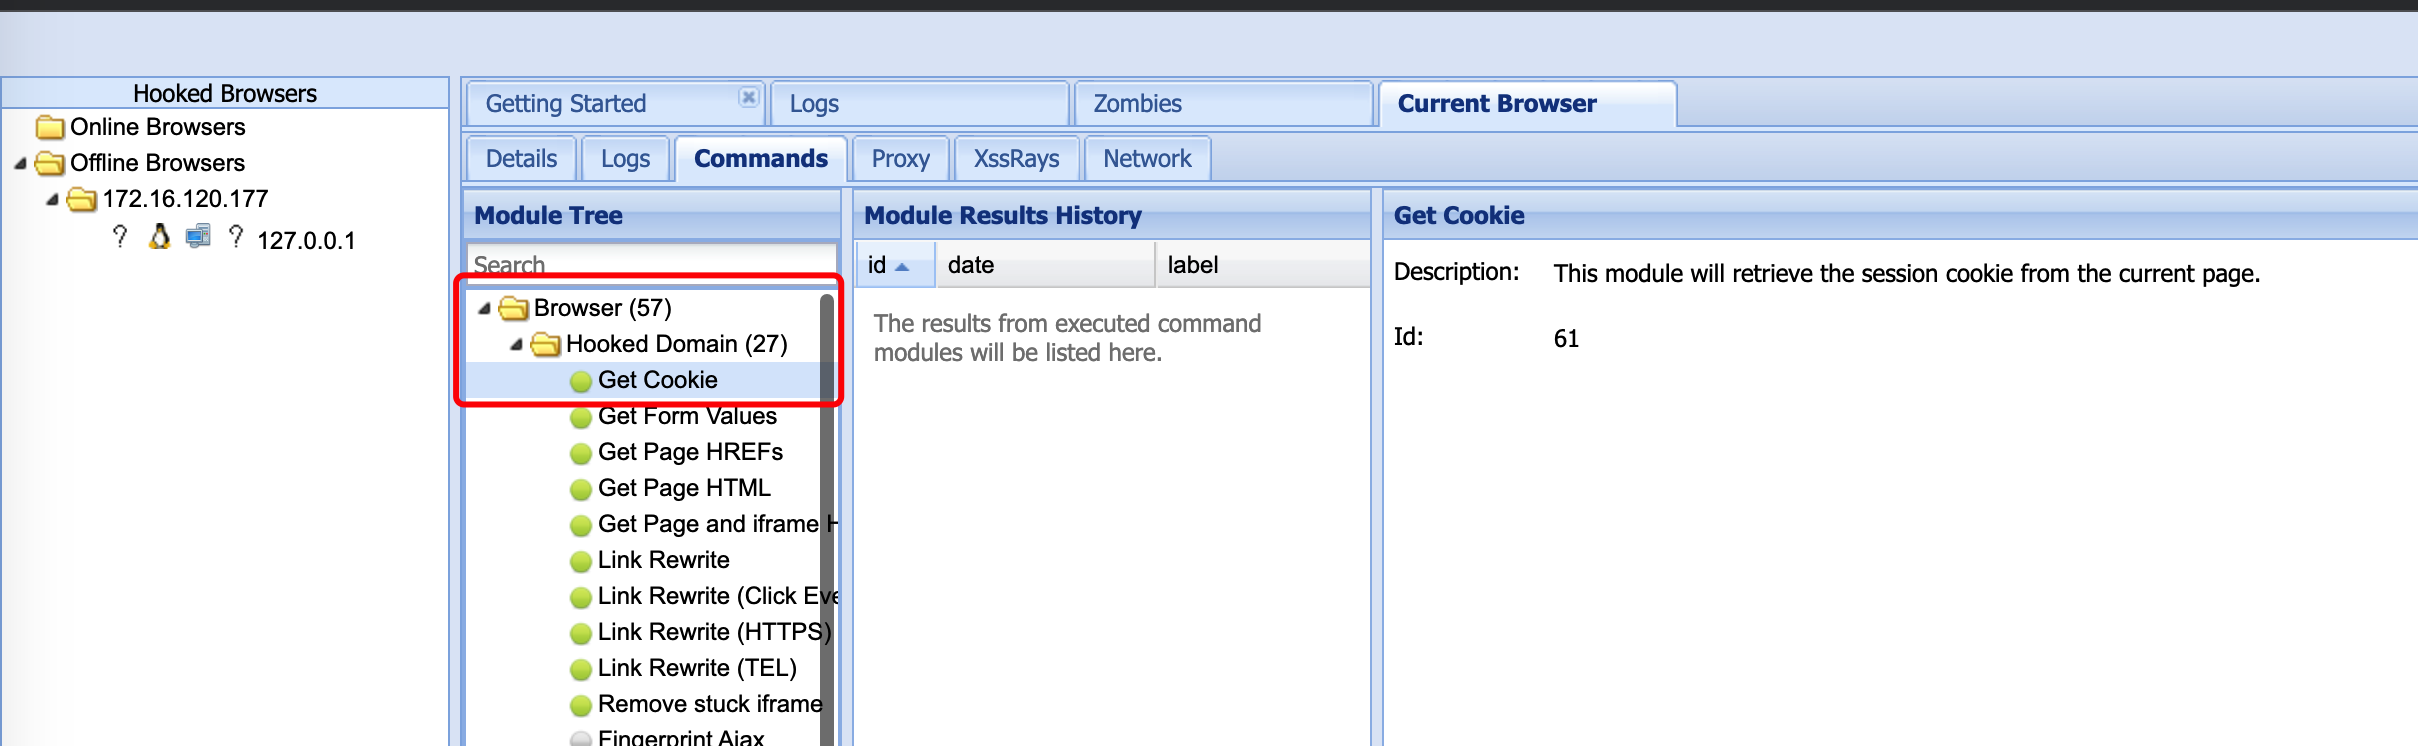 Hooked Browsers
Online Browsers
Offline Browsers
172.16.120.177
? ? 127.0.0.1
Getting Started Logs Zombies Current Browser
Details Logs Commands Proxy XssRays Network
Module Tree
Search
Browser (57)
Hooked Domain (27)
Get Cookie
Get Form Values
Get Page HREFs
Get Page HTML
Get Page and iframe H
Link Rewrite
Link Rewrite (Click Eve
Link Rewrite (HTTPS)
Link Rewrite (TEL)
Remove stuck iframe
Fingerprint Ajax
Module Results History
id date label
The results from executed command
modules will be listed here.
Get Cookie
Description: This module will retrieve the session cookie from the current page.
Id: 61